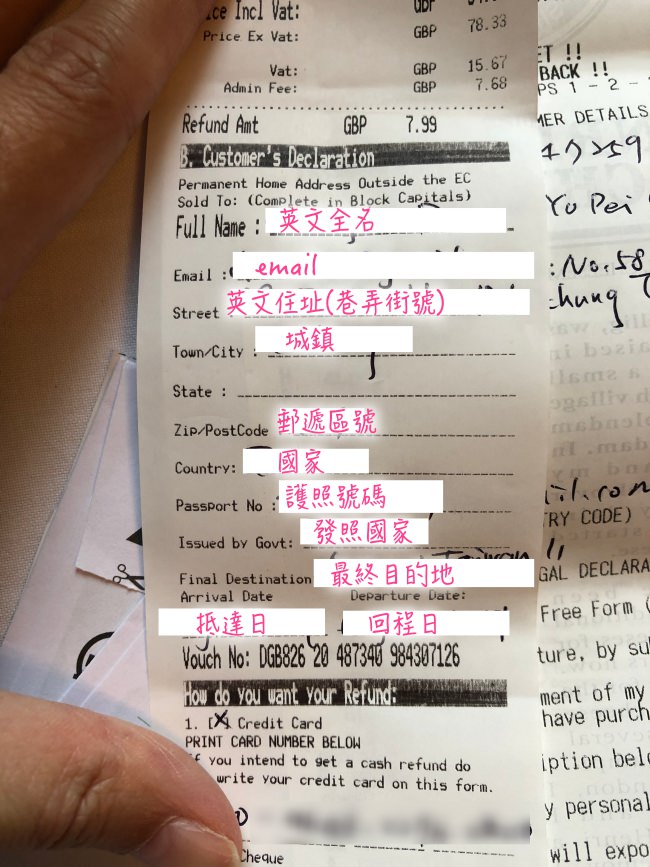 ce Incl Vat: GBP
Price Ex Vat: GBP 78.33
Vat: GBP 15.67
Admin Fee: GBP 7.68
Refund Amt GBP 7.99
B. Customer's Declaration
Permanent Home Address Outside the EC
Sold To: (Complete in Block Capitals)
Full Name : 英文全名
Email : email
Street 英文住址(巷弄街號)
Town/City : 城鎮
State :
Zip/PostCode 郵遞區號
Country: 國家
Passport No : 護照號碼
Issued by Govt: 發照國家
Final Destination 最終目的地
Arrival Date Departure Date:
抵達日 回程日
Vouch No: DGB826 20 487340 984307126
How do you want your Refund:
1. [X] Credit Card
PRINT CARD NUMBER BELOW
f you intend to get a cash refund do
write your credit card on this form.
Cheque
ET !!
BACK !!
PS 1 - 2 -
MER DETAILS
Yu Pei
: No. 58
chung
RY CODE)
GAL DECLARA
Free Form (
ture, by su
ment of my
have purch
iption belo
y personal
will expo